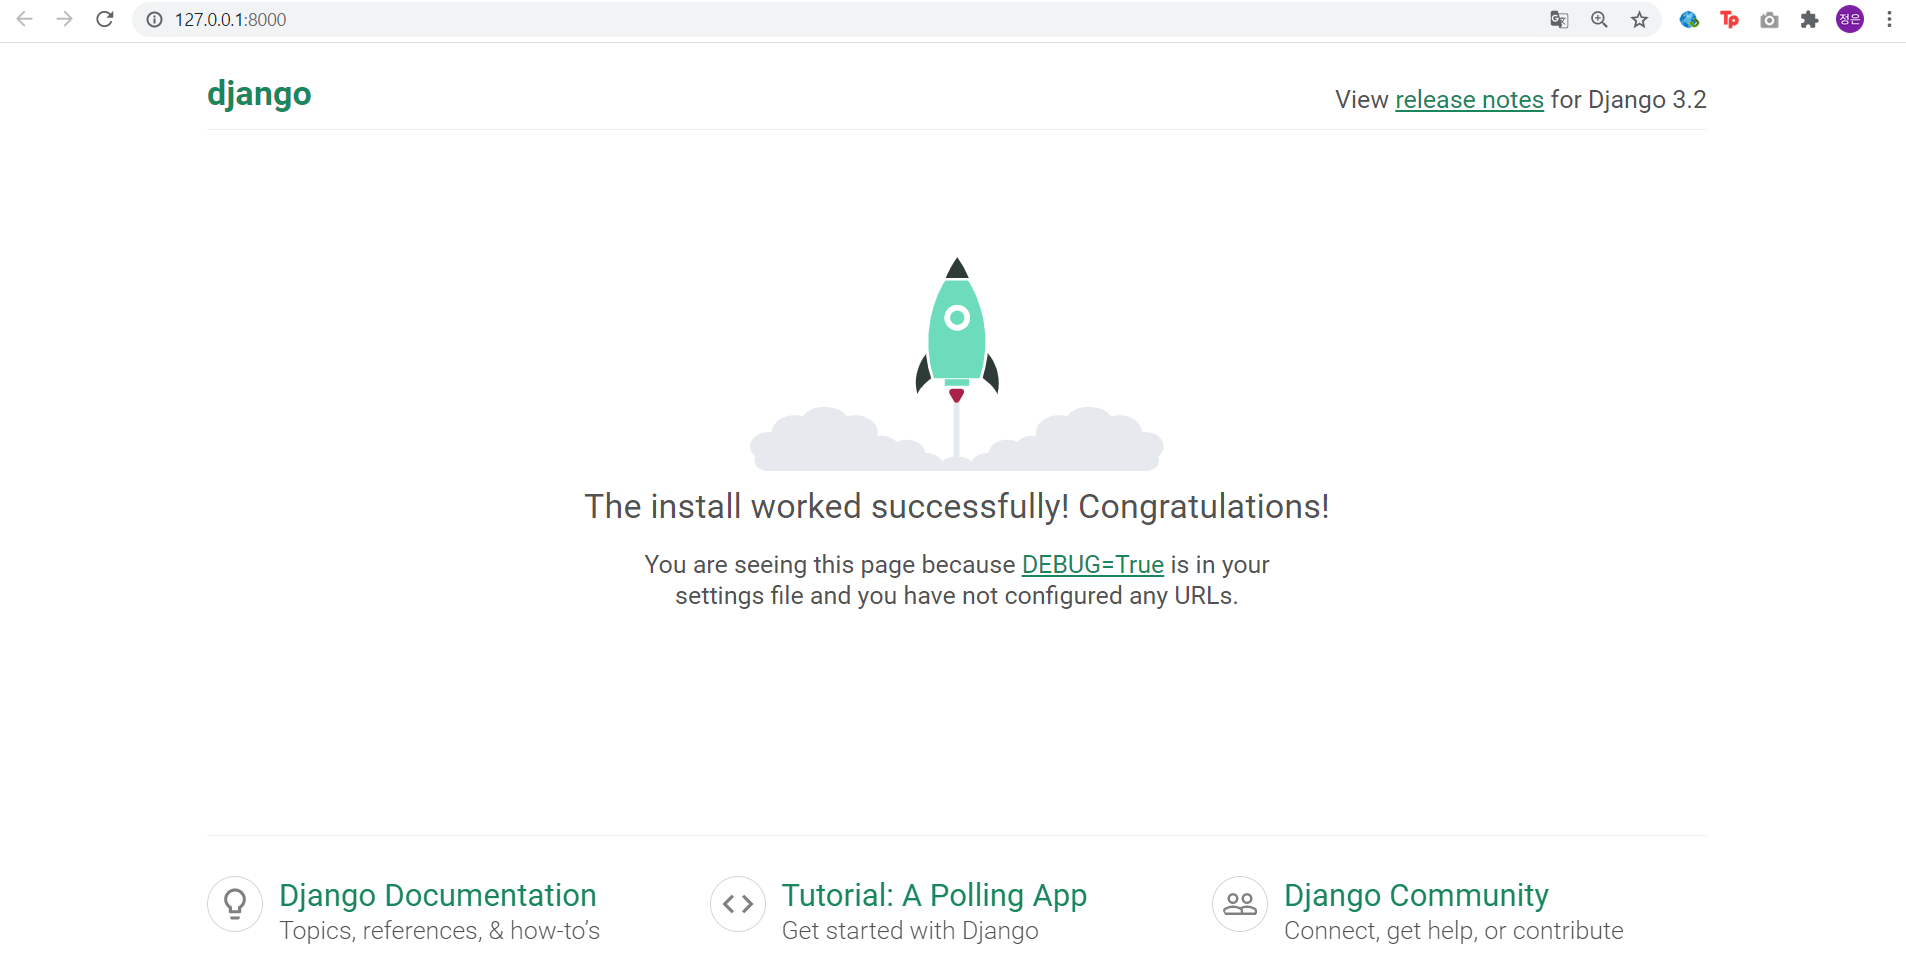 127.0.0.1:8000
Tp
정은
django
View release notes for Django 3.2
The install worked successfully! Congratulations!
You are seeing this page because DEBUG=True is in your
settings file and you have not configured any URLs.
Django Documentation
Topics, references, & how-to’s
Tutorial: A Polling App
Get started with Django
Django Community
Connect, get help, or contribute